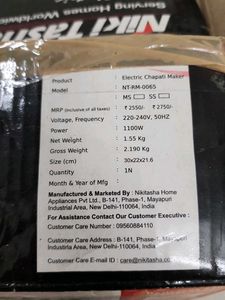 Niki Tasha
Serving Homes Worldwide
Product : Electric Chapati Maker
Model : NT-RM-0065
MS SS
MRP (inclusive of all taxes) : ₹ 2550/- ₹ 2750/-
Voltage, Frequency : 220-240V, 50HZ
Power : 1100W
Net Weight : 1.55 Kg
Gross Weight : 2.190 Kg
Size (cm) : 30x22x21.6
Quantity : 1N
Month & Year of Mfg :
Manufactured & Marketed By : Nikitasha Home
Appliances Pvt Ltd., B-141, Phase-1, Mayapuri
Industrial Area, New Delhi-110064, India
For Assistance Contact Our Customer Executive :
Customer Care Number : 09560884110
Customer Care Address : B-141, Phase-1, Mayapuri
Industrial Area, New Delhi-110064,
India
Customer Care E-mail ID : care@nikitasha.co.in